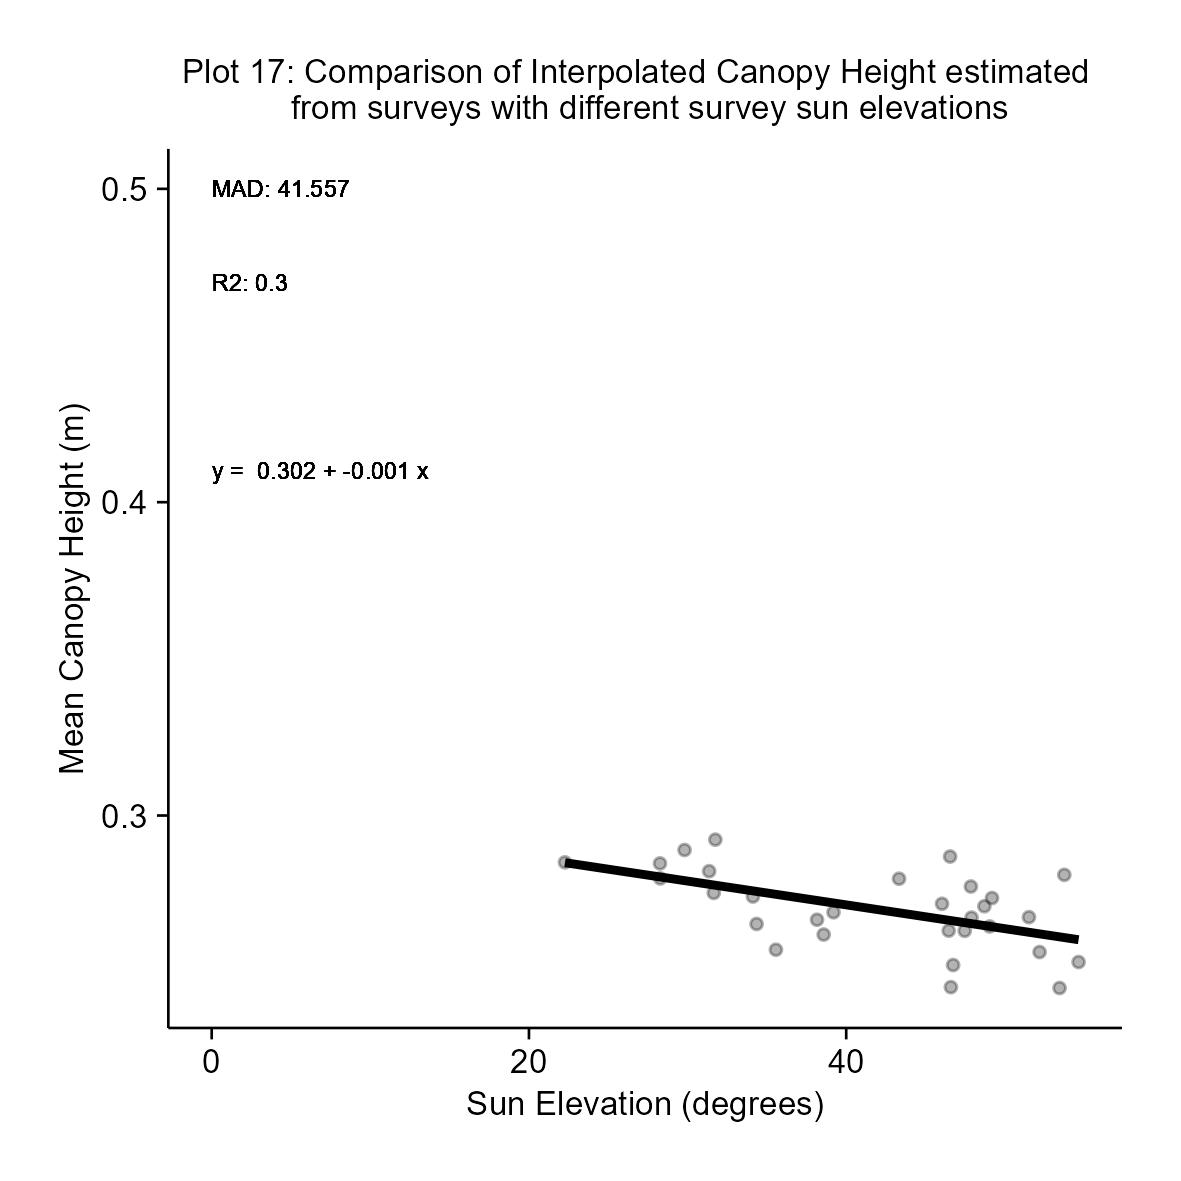 Plot 17: Comparison of Interpolated Canopy Height estimated
from surveys with different survey sun elevations
0.5
MAD: 41.557
R2: 0.3
y =  0.302 + -0.001 x
0.4
0.3
Mean Canopy Height (m)
0
20
40
Sun Elevation (degrees)